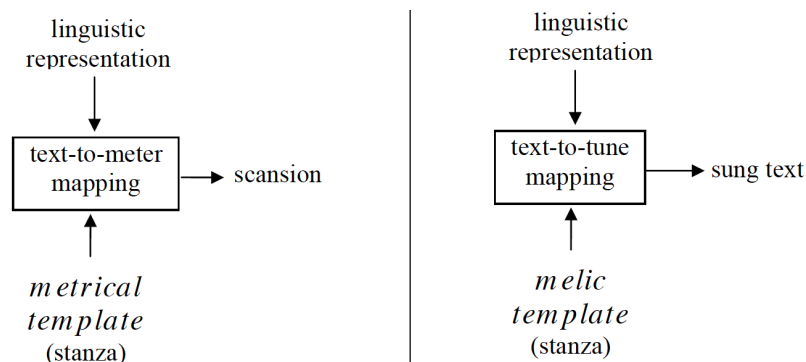 linguistic
representation
text-to-meter
mapping
scansion
metrical
template
(stanza)
linguistic
representation
text-to-tune
mapping
sung text
melic
template
(stanza)